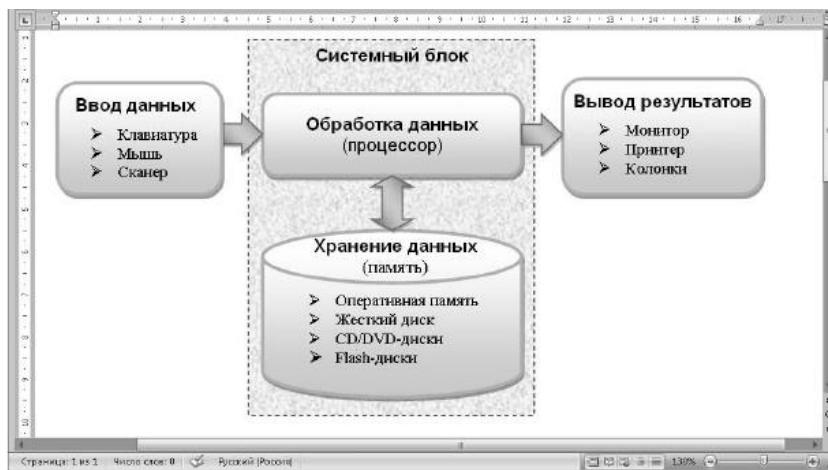 Системный блок
Ввод данных
Клавиатура
Мышь
Сканер
Обработка данных
(процессор)
Вывод результатов
Монитор
Принтер
Колонки
Хранение данных
(память)
Оперативная память
Жесткий диск
CD/DVD-диски
Flash-диски
Страница: 1 из 1 Число слов: 0 Русский (Россия) 130%